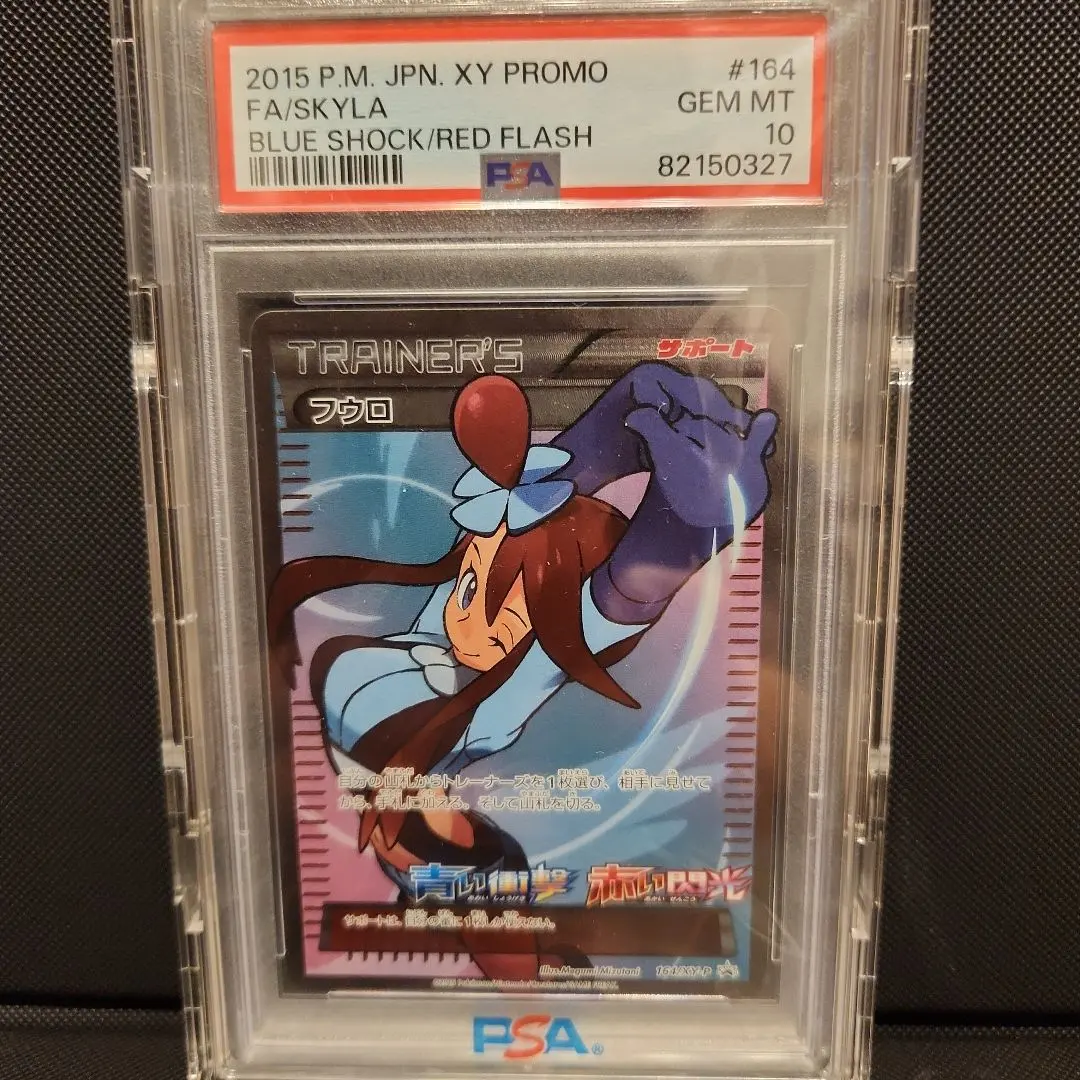 2015 P.M. JPN. XY PROMO #164
FA/SKYLA GEM MT
BLUE SHOCK/RED FLASH 10
PSA 82150327
TRAINER'S サポート
フウロ
自分の山札からトレーナーズを1枚選び、相手に見せて
から、手札に加える。そして山札を切る。
青い衝撃 赤い閃光
サポートは、自分の番に1枚しか使えない。
Illus.Megumi Mizutani 164/XY-P
PSA®